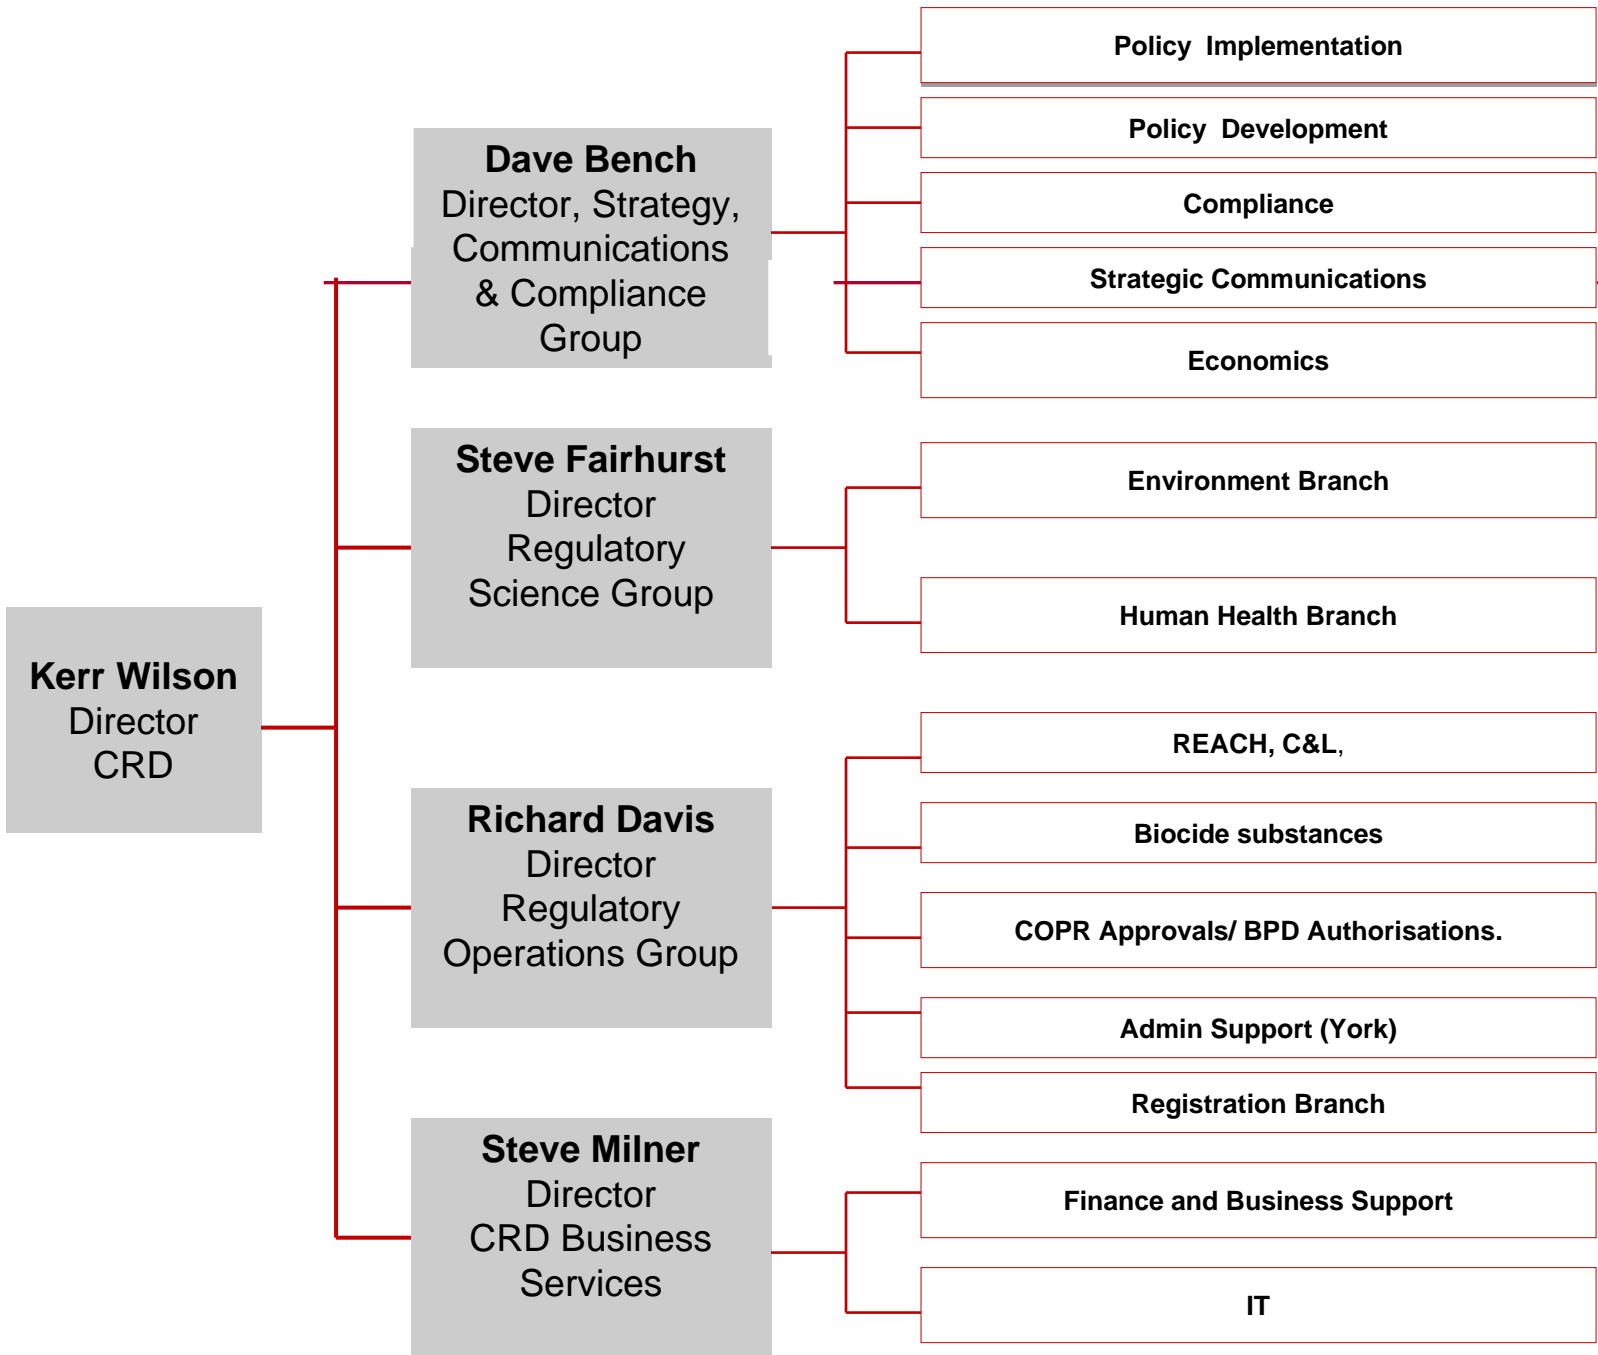 Kerr Wilson
Director
CRD
Dave Bench
Director, Strategy,
Communications
& Compliance
Group
Policy Implementation
Policy Development
Compliance
Strategic Communications
Economics
Steve Fairhurst
Director
Regulatory
Science Group
Environment Branch
Human Health Branch
Richard Davis
Director
Regulatory
Operations Group
REACH, C&L,
Biocide substances
COPR Approvals/ BPD Authorisations.
Admin Support (York)
Registration Branch
Steve Milner
Director
CRD Business
Services
Finance and Business Support
IT